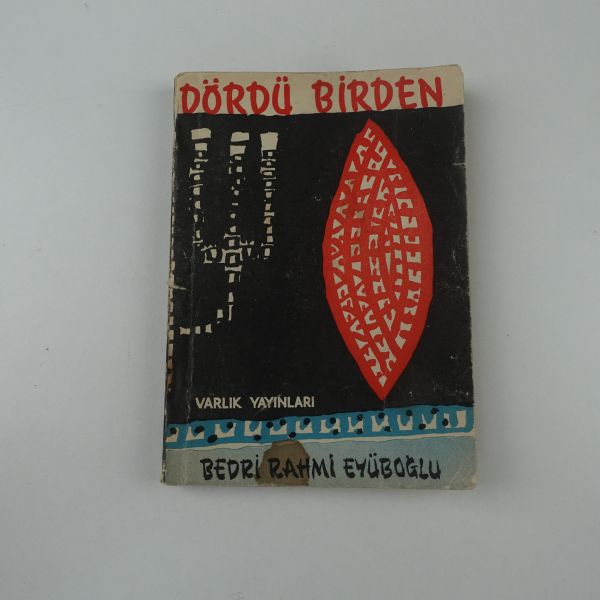 DÖRDÜ BİRDEN
VARLIK YAYINLARI
BEDRİ RAHMİ EYÜBOĞLU